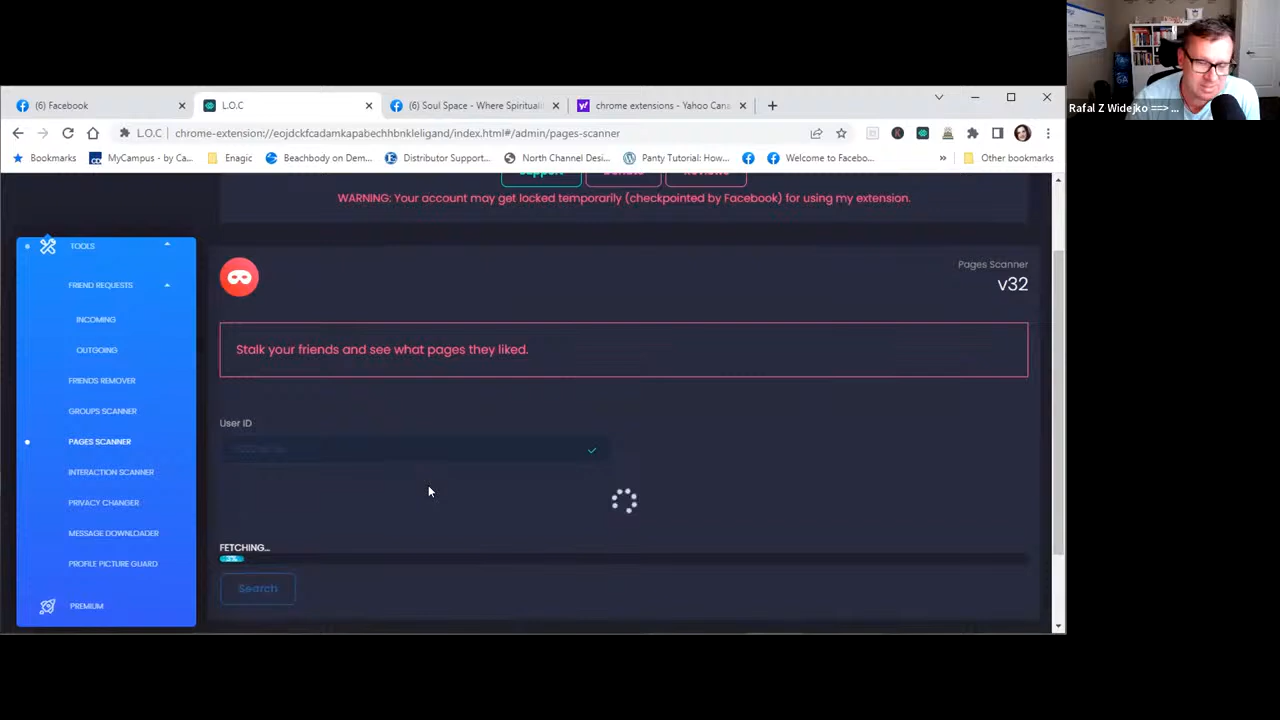 Rafal Z Widejko ==> ...
(6) Facebook
L.O.C
(6) Soul Space - Where Spirituali
chrome extensions - Yahoo Cana
L.O.C
chrome-extension://eojdckfcadamkapabechhbnkleligand/index.html#/admin/pages-scanner
Bookmarks
MyCampus - by Ca...
Enagic
Beachbody on Dem...
Distributor Support...
North Channel Desi...
Panty Tutorial: How...
Welcome to Facebo...
»
Other bookmarks
Support
Donate
Reviews
WARNING: Your account may get locked temporarily (checkpointed by Facebook) for using my extension.
TOOLS
FRIEND REQUESTS
INCOMING
OUTGOING
FRIENDS REMOVER
GROUPS SCANNER
PAGES SCANNER
INTERACTION SCANNER
PRIVACY CHANGER
MESSAGE DOWNLOADER
PROFILE PICTURE GUARD
PREMIUM
Pages Scanner
v32
Stalk your friends and see what pages they liked.
User ID
FETCHING...
3%
Search